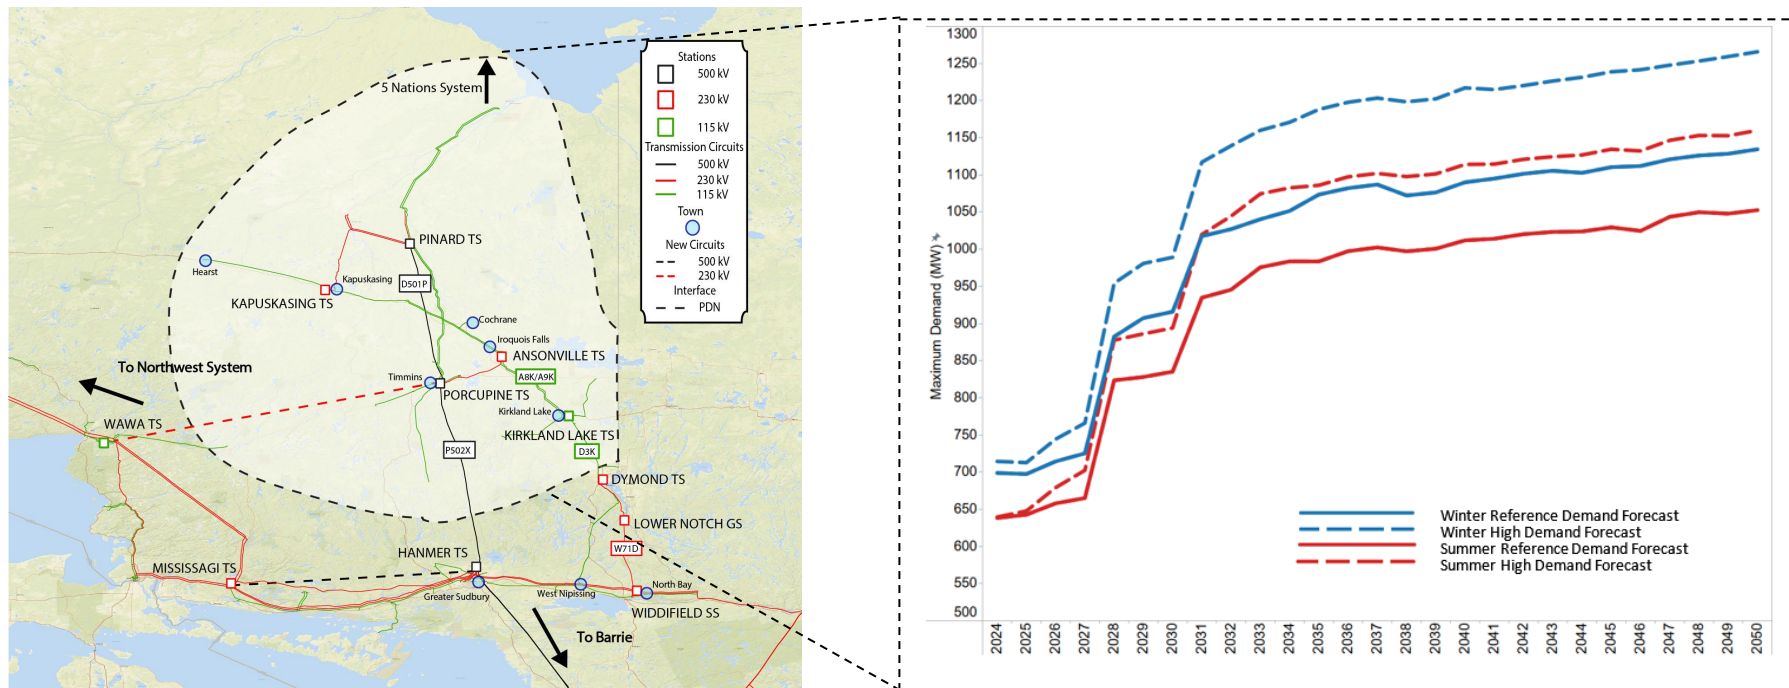 5 Nations System
Stations
500 kV
230 kV
115 kV
Transmission Circuits
500 kV
230 kV
115 kV
Town
New Circuits
500 kV
230 kV
Interface
PDN
PINARD TS
Hearst
Kapuskasing
D501P
KAPUSKASING TS
Cochrane
Iroquois Falls
ANSONVILLE TS
To Northwest System
Timmins
A8K/A9K
PORCUPINE TS
Kirkland Lake
WAWA TS
KIRKLAND LAKE TS
P502X
D3K
DYMOND TS
LOWER NOTCH GS
HANMER TS
W71D
MISSISSAGI TS
Greater Sudbury
West Nipissing
North Bay
WIDDIFIELD SS
To Barrie
Maximum Demand (MW)
1300
1250
1200
1150
1100
1050
1000
950
900
850
800
750
700
650
600
550
500
Winter Reference Demand Forecast
Winter High Demand Forecast
Summer Reference Demand Forecast
Summer High Demand Forecast
2024
2025
2026
2027
2028
2029
2030
2031
2032
2033
2034
2035
2036
2037
2038
2039
2040
2041
2042
2043
2044
2045
2046
2047
2048
2049
2050